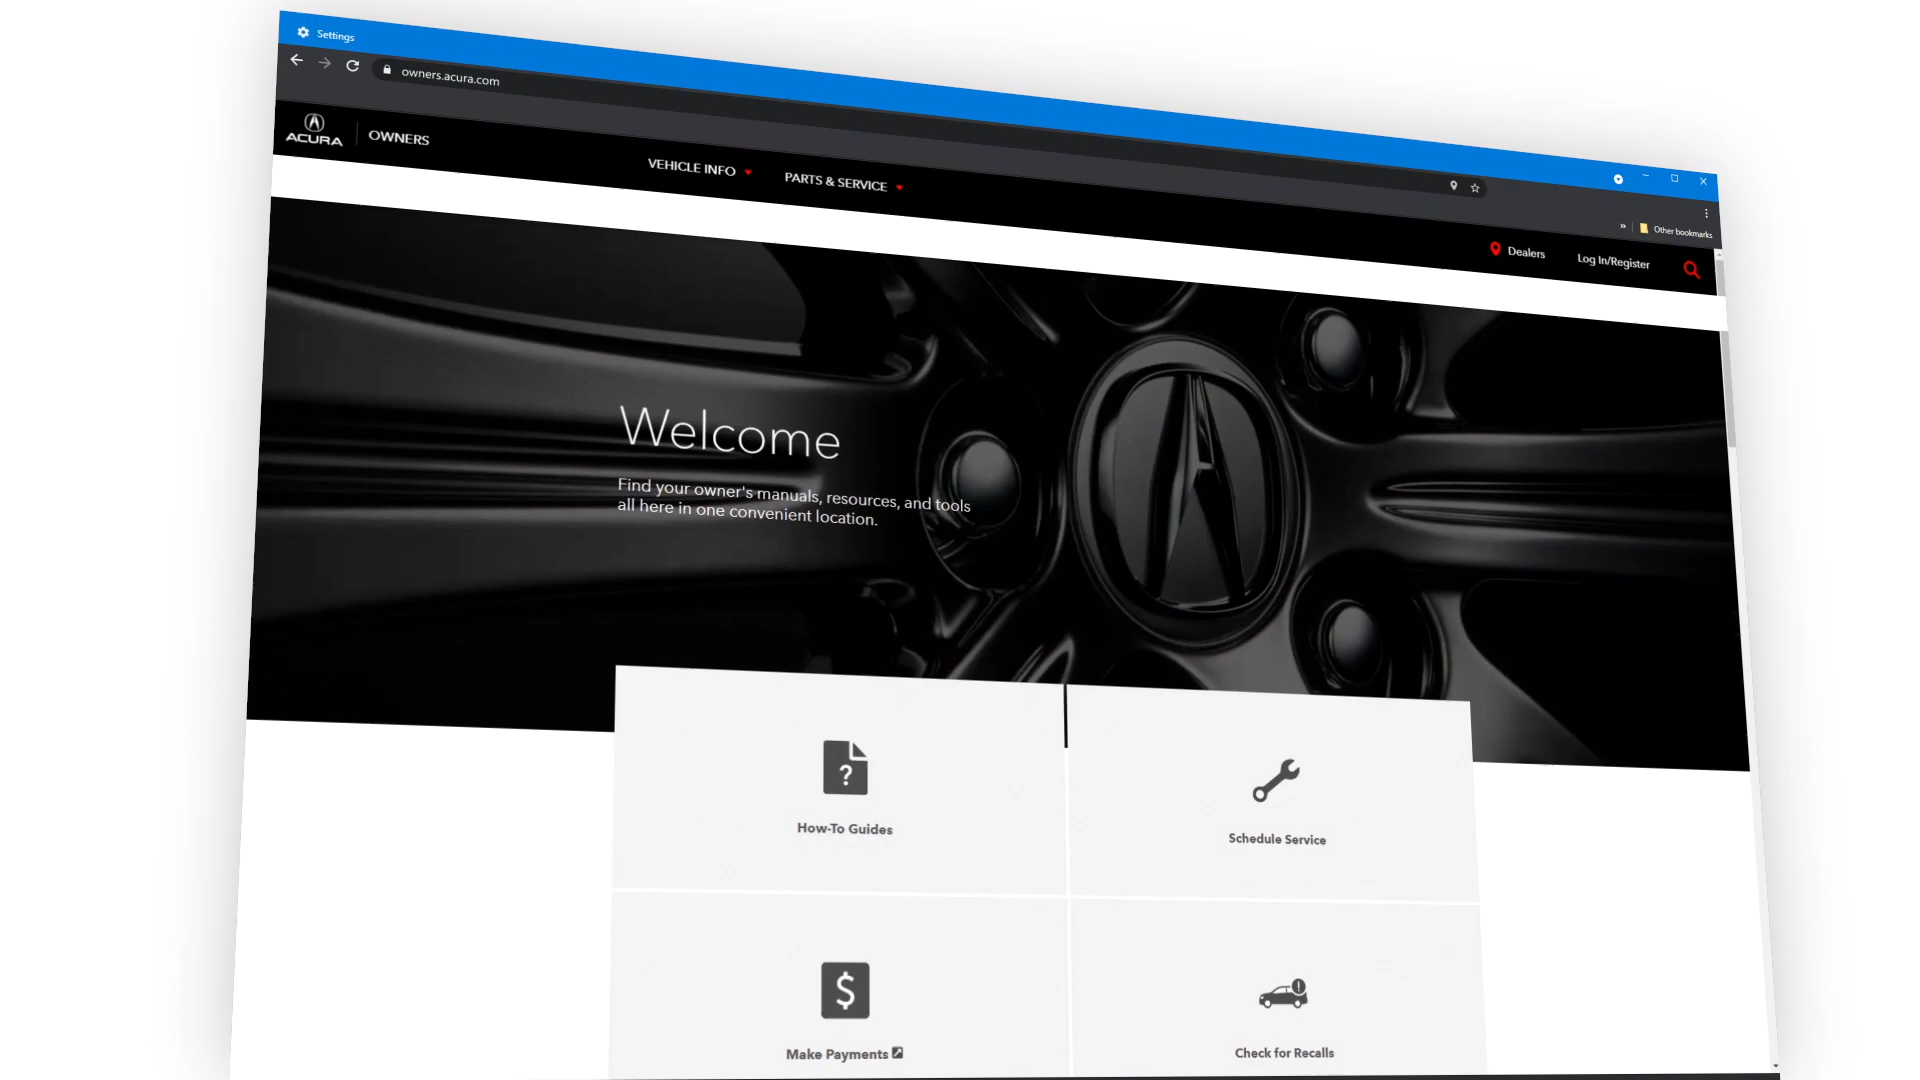 Settings
owners.acura.com
Other bookmarks
ACURA
OWNERS
VEHICLE INFO
PARTS & SERVICE
Dealers
Log In/Register
Welcome
Find your owner's manuals, resources, and tools
all here in one convenient location.
?
How-To Guides
Schedule Service
$
Make Payments
!
Check for Recalls